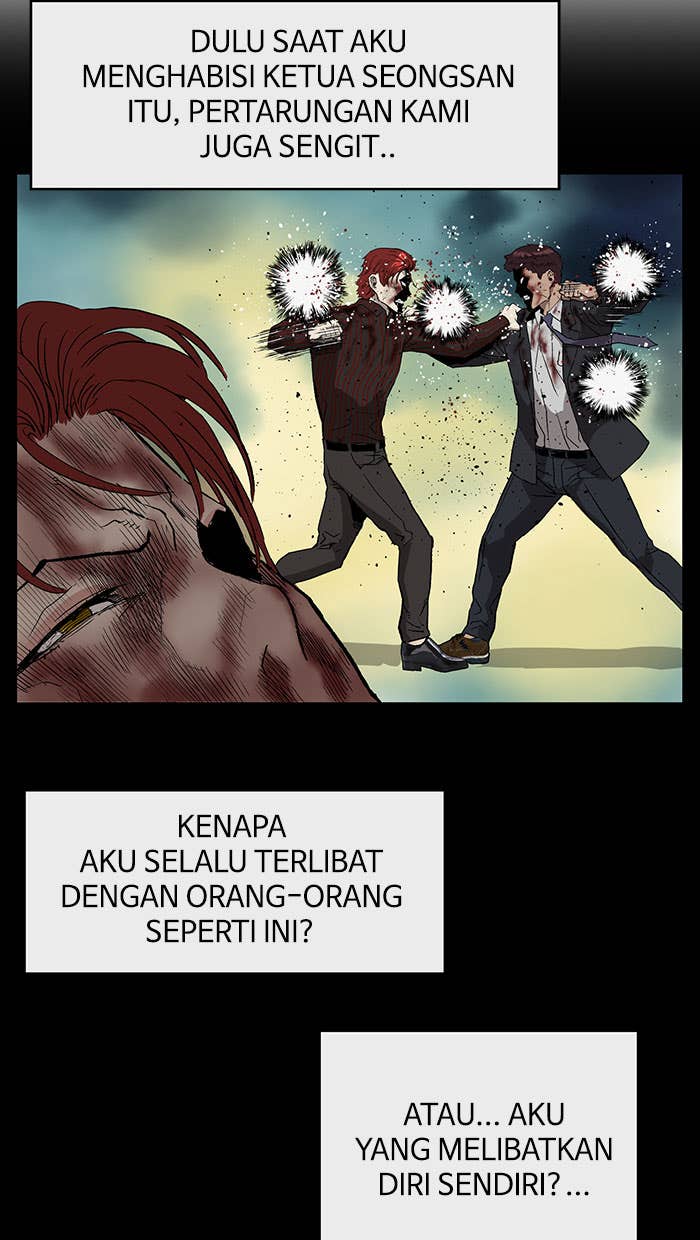 DULU SAAT AKU
MENGHABISI KETUA SEONGSAN
ITU, PERTARUNGAN KAMI
JUGA SENGIT..
KENAPA
AKU SELALU TERLIBAT
DENGAN ORANG-ORANG
SEPERTI INI?
ATAU... AKU
YANG MELIBATKAN
DIRI SENDIRI?...